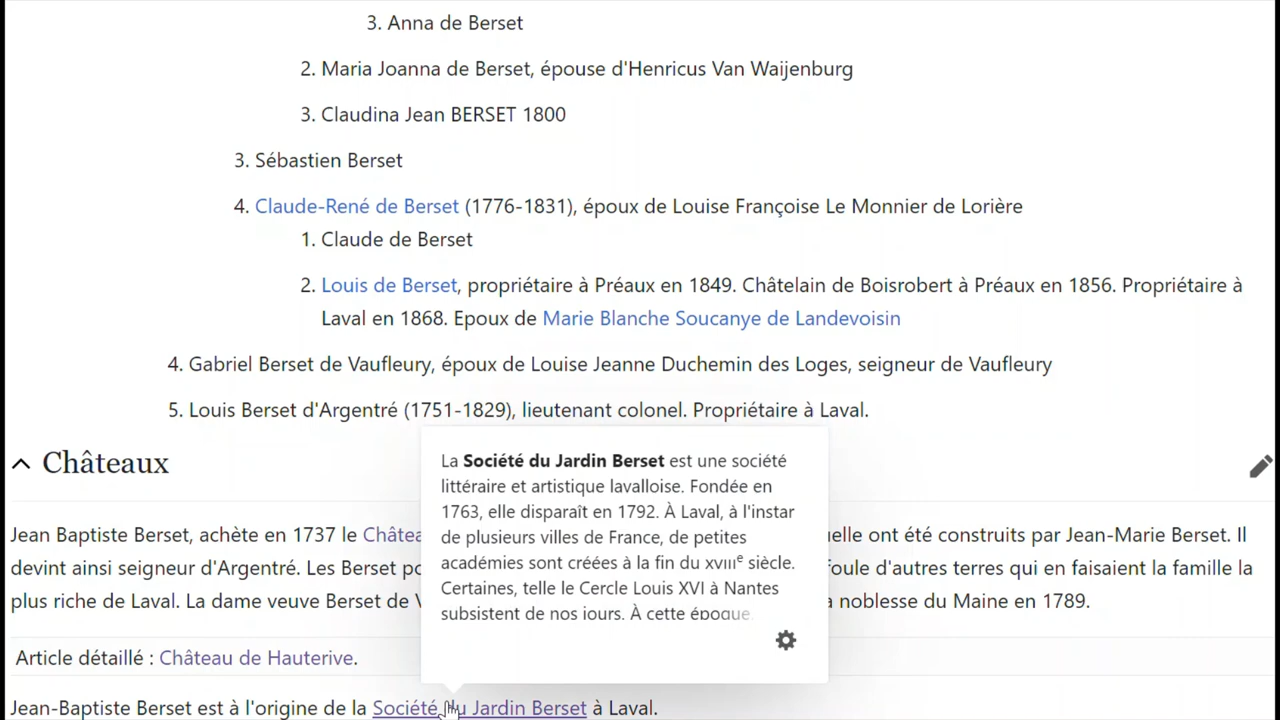 3. Anna de Berset
2. Maria Joanna de Berset, épouse d'Henricus Van Waijenburg
3. Claudina Jean BERSET 1800
3. Sébastien Berset
4. Claude-René de Berset (1776-1831), époux de Louise Françoise Le Monnier de Lorière
1. Claude de Berset
2. Louis de Berset, propriétaire à Préaux en 1849. Châtelain de Boisrobert à Préaux en 1856. Propriétaire à
Laval en 1868. Epoux de Marie Blanche Soucanye de Landevoisin
4. Gabriel Berset de Vaufleury, époux de Louise Jeanne Duchemin des Loges, seigneur de Vaufleury
5. Louis Berset d'Argentré (1751-1829), lieutenant colonel. Propriétaire à Laval.
Châteaux
La Société du Jardin Berset est une société
littéraire et artistique lavalloise. Fondée en
1763, elle disparaît en 1792. À Laval, à l'instar
de plusieurs villes de France, de petites
académies sont créées à la fin du XVIIIe siècle.
Certaines, telle le Cercle Louis XVI à Nantes
subsistent de nos jours. À cette époque,
Jean Baptiste Berset, achète en 1737 le Châte uelle ont été construits par Jean-Marie Berset. Il
devint ainsi seigneur d'Argentré. Les Berset po foule d'autres terres qui en faisaient la famille la
plus riche de Laval. La dame veuve Berset de V a noblesse du Maine en 1789.
Article détaillé : Château de Hauterive.
Jean-Baptiste Berset est à l'origine de la Société du Jardin Berset à Laval.